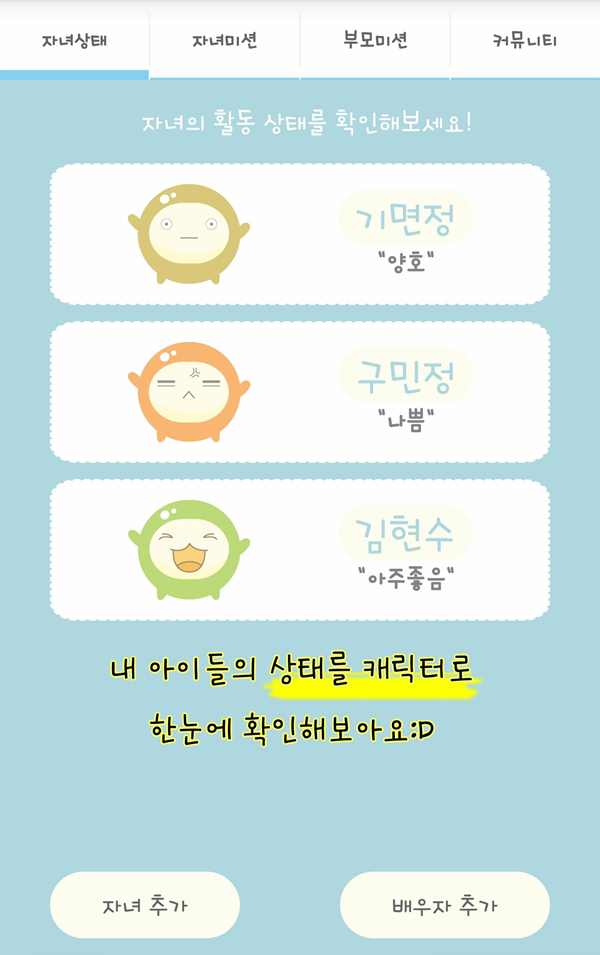 자녀상태 자녀미션 부모미션 커뮤니티
자녀의 활동 상태를 확인해보세요!
기면정
"양호"
구민정
"나쁨"
김현수
"아주좋음"
내 아이들의 상태를 캐릭터로
한눈에 확인해보아요:D
자녀 추가 배우자 추가